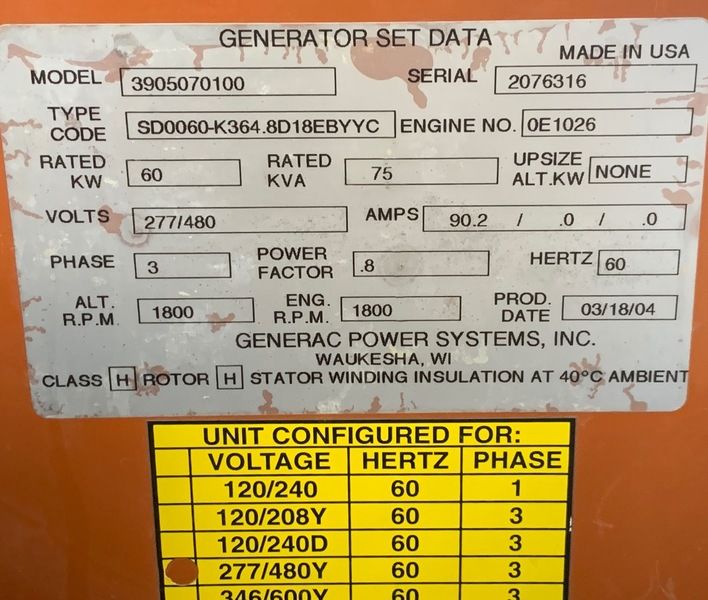 GENERATOR SET DATA
MADE IN USA
MODEL 3905070100 SERIAL 2076316
TYPE CODE SD0060-K364.8D18EBYYC ENGINE NO. 0E1026
RATED KW 60 RATED KVA 75 UPSIZE ALT.KW NONE
VOLTS 277/480 AMPS 90.2 / .0 / .0
PHASE 3 POWER FACTOR .8 HERTZ 60
ALT. R.P.M 1800 ENG. R.P.M. 1800 PROD. DATE 03/18/04
GENERAC POWER SYSTEMS, INC.
WAUKESHA, WI
CLASS H ROTOR H STATOR WINDING INSULATION AT 40°C AMBIENT
UNIT CONFIGURED FOR:
VOLTAGE HERTZ PHASE
120/240 60 1
120/208Y 60 3
120/240D 60 3
277/480Y 60 3
346/600Y 60 3